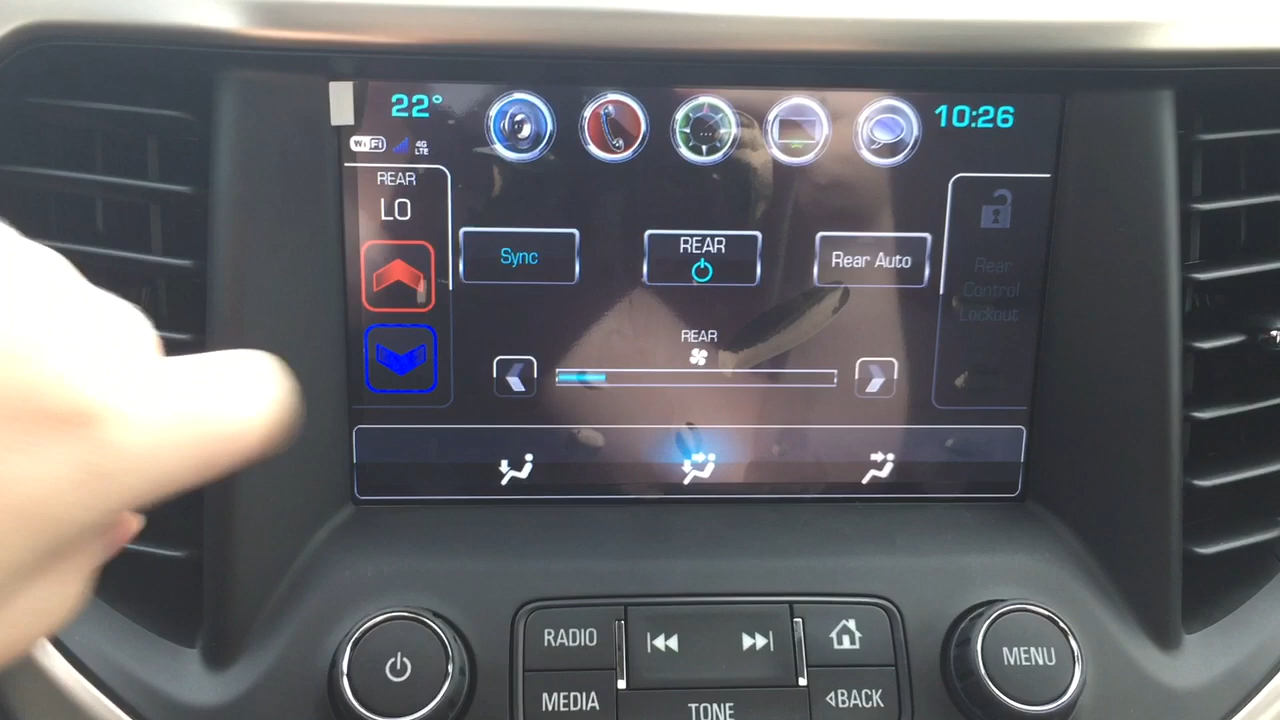 22°
10:26
WiFi
4G
LTE
REAR
LO
Sync
REAR
Rear Auto
Rear
Control
Lockout
REAR
RADIO
MEDIA
TONE
BACK
MENU